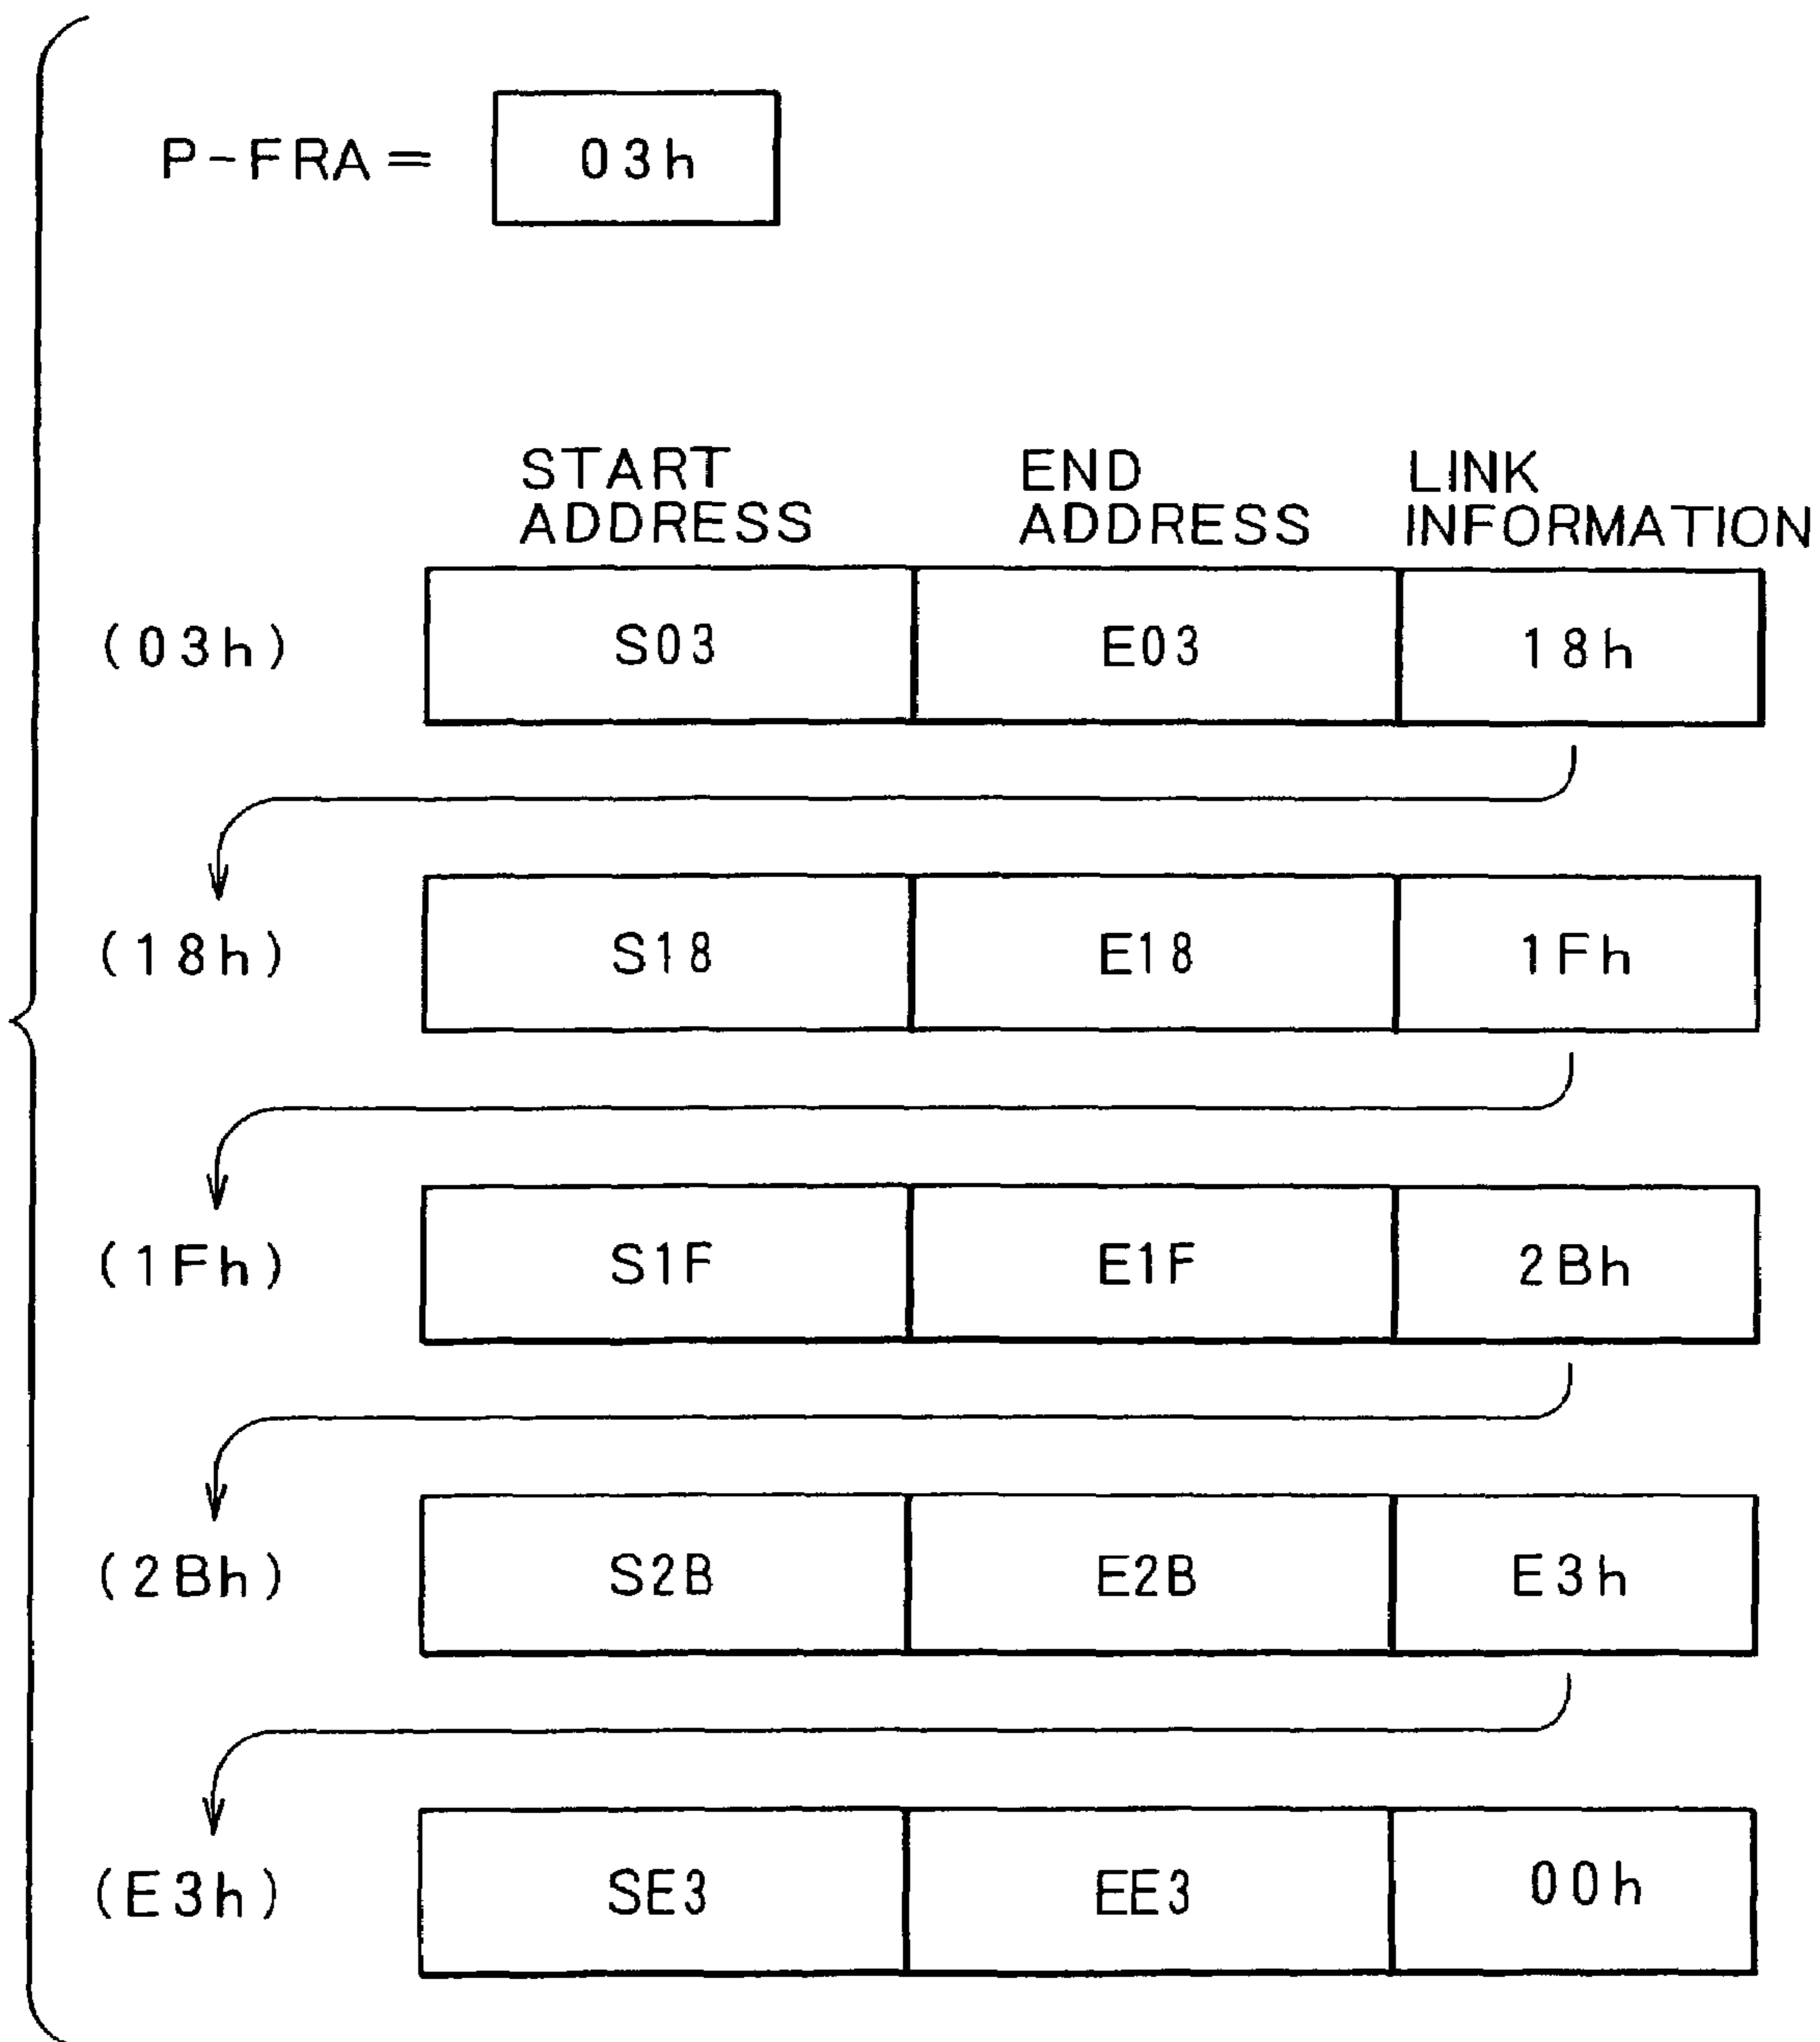 P-FRA= 03h
START ADDRESS END ADDRESS LINK INFORMATION
(03h) S03 E03 18h
(18h) S18 E18 1Fh
(1Fh) S1F E1F 2Bh
(2Bh) S2B E2B E3h
(E3h) SE3 EE3 00h